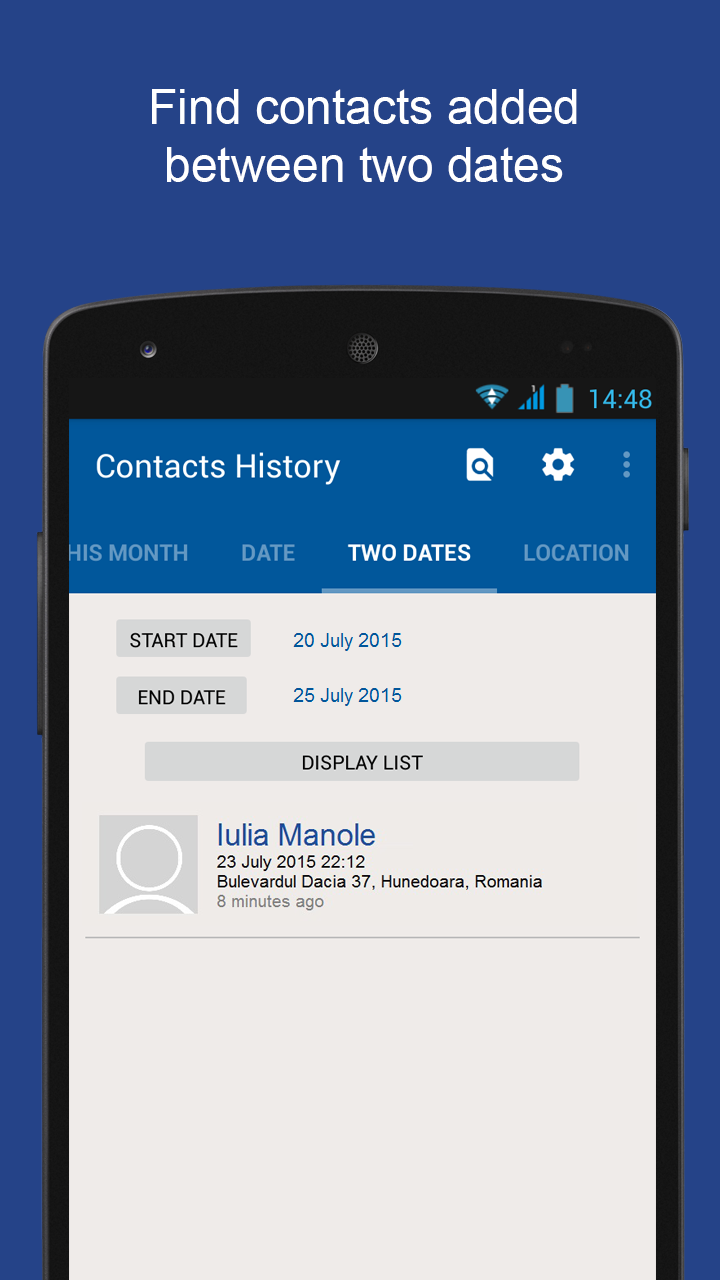 Find contacts added
between two dates
1
14:48
Contacts History
HIS MONTH DATE TWO DATES LOCATION
START DATE 20 July 2015
END DATE 25 July 2015
DISPLAY LIST
Iulia Manole
23 July 2015 22:12
Bulevardul Dacia 37, Hunedoara, Romania
8 minutes ago